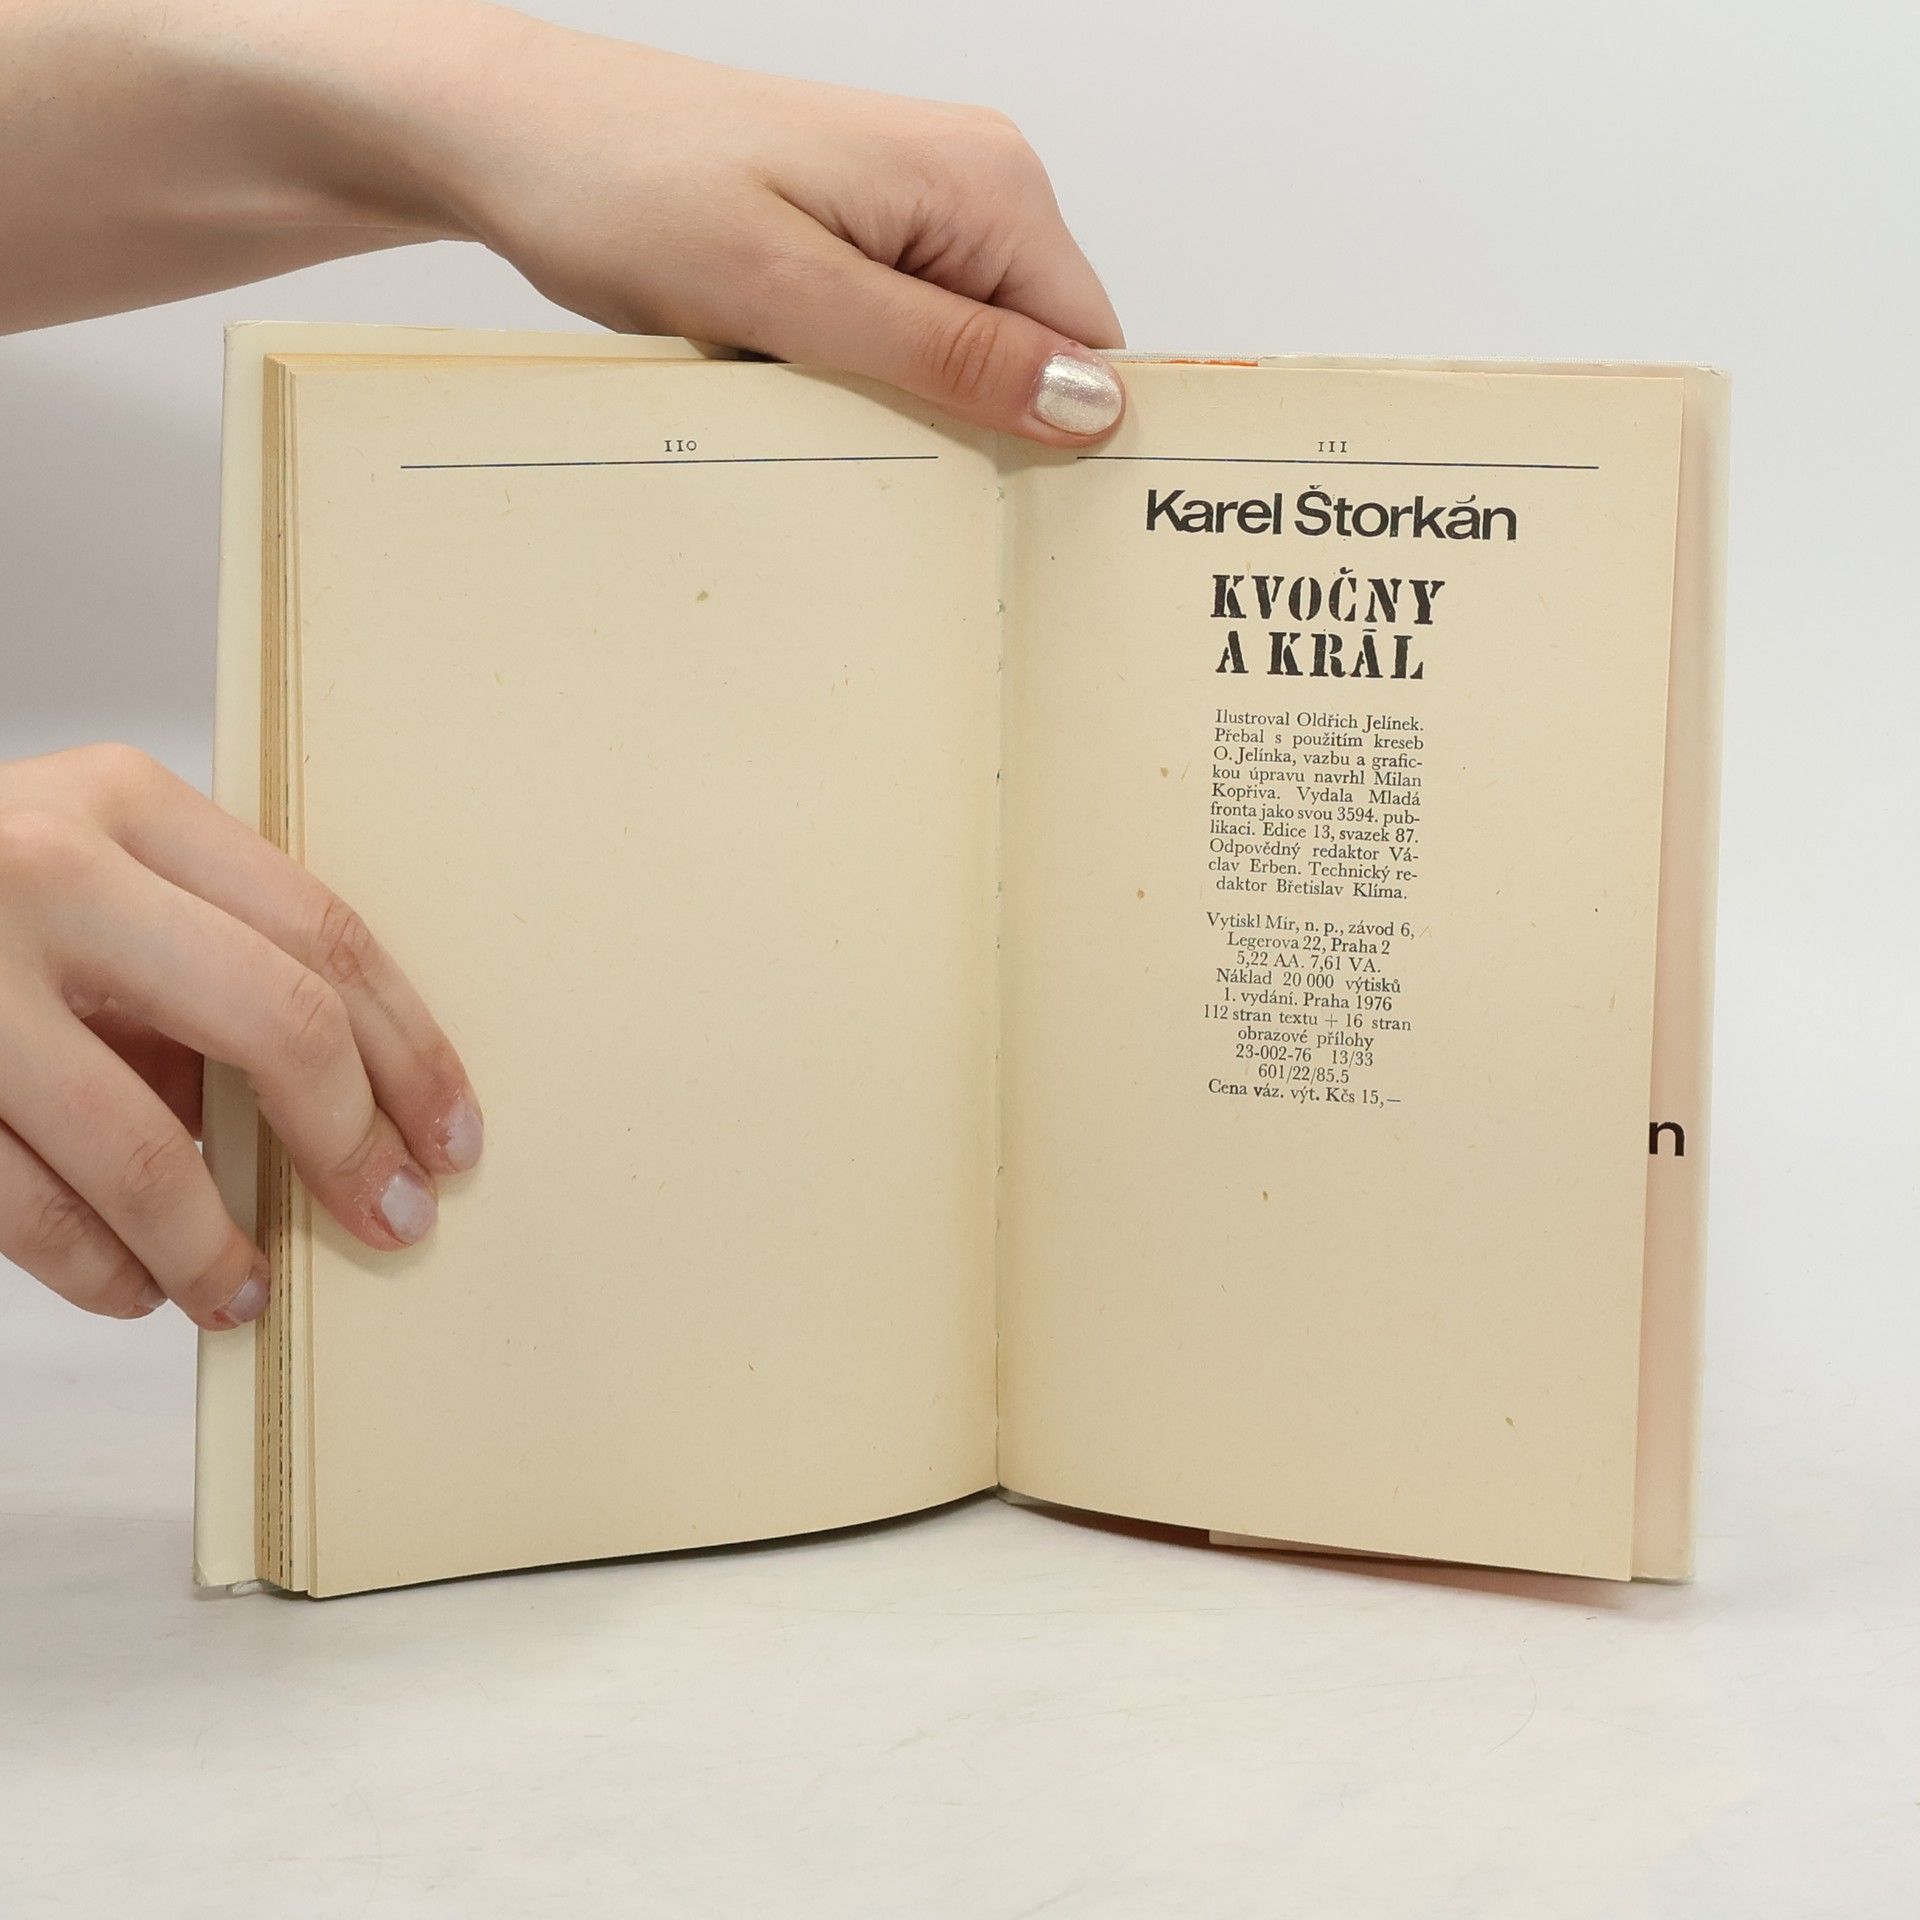 110
111
Karel Štorkán
KVOČNY
A KRÁL
Ilustroval Oldřich Jelínek.
Přebal s použitím kreseb
O. Jelínka, vazbu a grafic-
kou úpravu navrhl Milan
Kopřiva. Vydala Mladá
fronta jako svou 3594. pub-
likaci. Edice 13, svazek 87.
Odpovědný redaktor Vá-
clav Erben. Technický re-
daktor Břetislav Klíma.
Vytiskl Mír, n. p., závod 6,
Legerova 22, Praha 2
5,22 AA. 7,61 VA.
Náklad 20 000 výtisků
1. vydání. Praha 1976
112 stran textu + 16 stran
obrazové přílohy
23-002-76 13/33
601/22/85.5
Cena váz. výt. Kčs 15,—
n